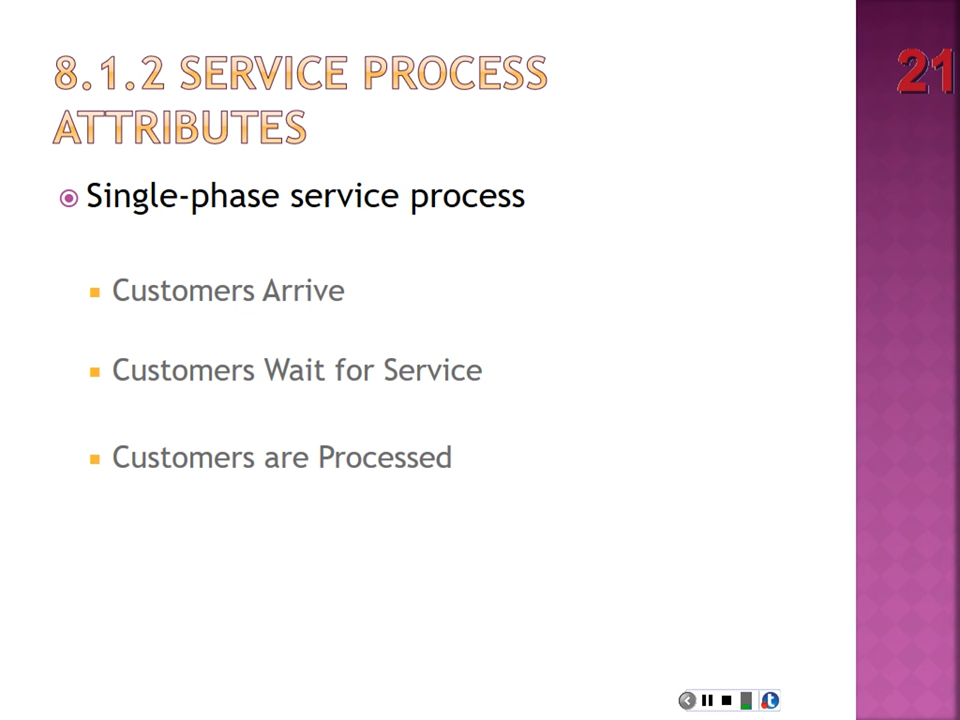 8.1.2 SERVICE PROCESS
ATTRIBUTES
21
Single-phase service process
Customers Arrive
Customers Wait for Service
Customers are Processed
t